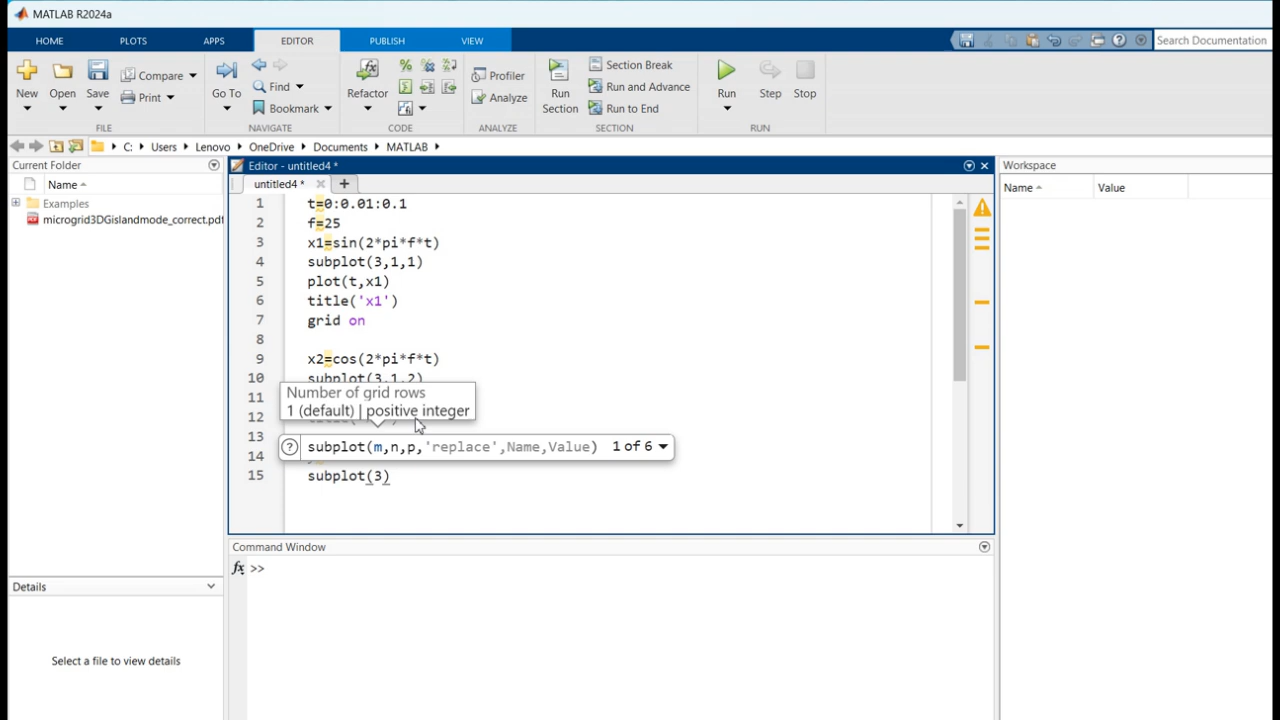 MATLAB R2024a
HOME PLOTS APPS EDITOR PUBLISH VIEW Search Documentation
New Open Save Compare Print
Go To Find Bookmark
Refactor
Profiler Analyze
Run Section Section Break Run and Advance Run to End
Run Step Stop
FILE NAVIGATE CODE ANALYZE SECTION RUN
C: Users Lenovo OneDrive Documents MATLAB
Current Folder
Name
Examples
microgrid3DGislandmode_correct.pdf
Details
Select a file to view details
Editor - untitled4 *
untitled4 *
1 t=0:0.01:0.1
2 f=25
3 x1=sin(2*pi*f*t)
4 subplot(3,1,1)
5 plot(t,x1)
6 title('x1')
7 grid on
8
9 x2=cos(2*pi*f*t)
10 subplot(3,1,2)
11
12
13
14
15 subplot(3)
Number of grid rows
1 (default) | positive integer
subplot(m,n,p,'replace',Name,Value) 1 of 6
Command Window
fx >>
Workspace
Name Value